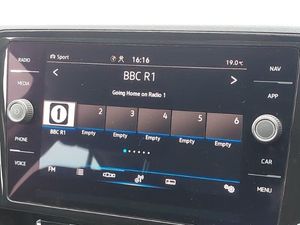 RADIO
MEDIA
PHONE
VOICE
Sport
16:16
19.0°C
BBC R1
Going Home on Radio 1
2 3 4 5 6
BBC R1 Empty Empty Empty Empty Empty
FM
NAV
APP
CAR
MENU